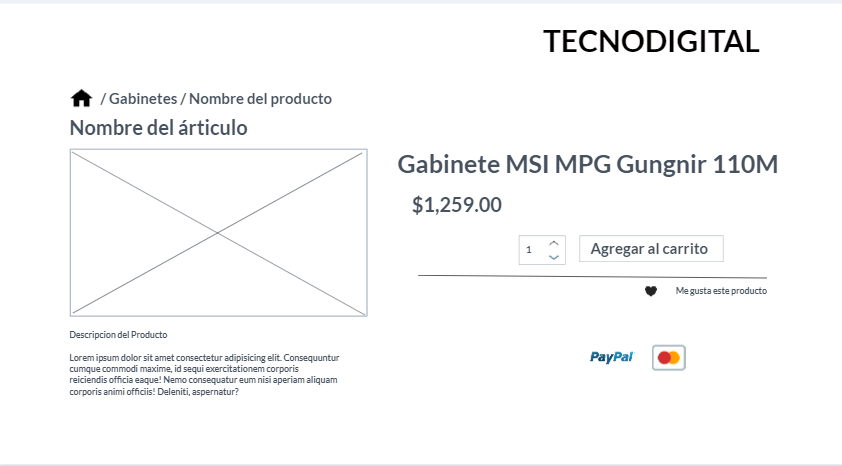 TECNODIGITAL
/ Gabinetes / Nombre del producto
Nombre del árticulo
Gabinete MSI MPG Gungnir 110M
$1,259.00
1
Agregar al carrito
Me gusta este producto
Descripcion del Producto
Lorem ipsum dolor sit amet consectetur adipisicing elit. Consequuntur
cumque commodi maxime, id sequi exercitationem corporis
reiciendis officia eaque! Nemo consequatur eum nisi aperiam aliquam
corporis animi officiis! Deleniti, aspernatur?
PayPal